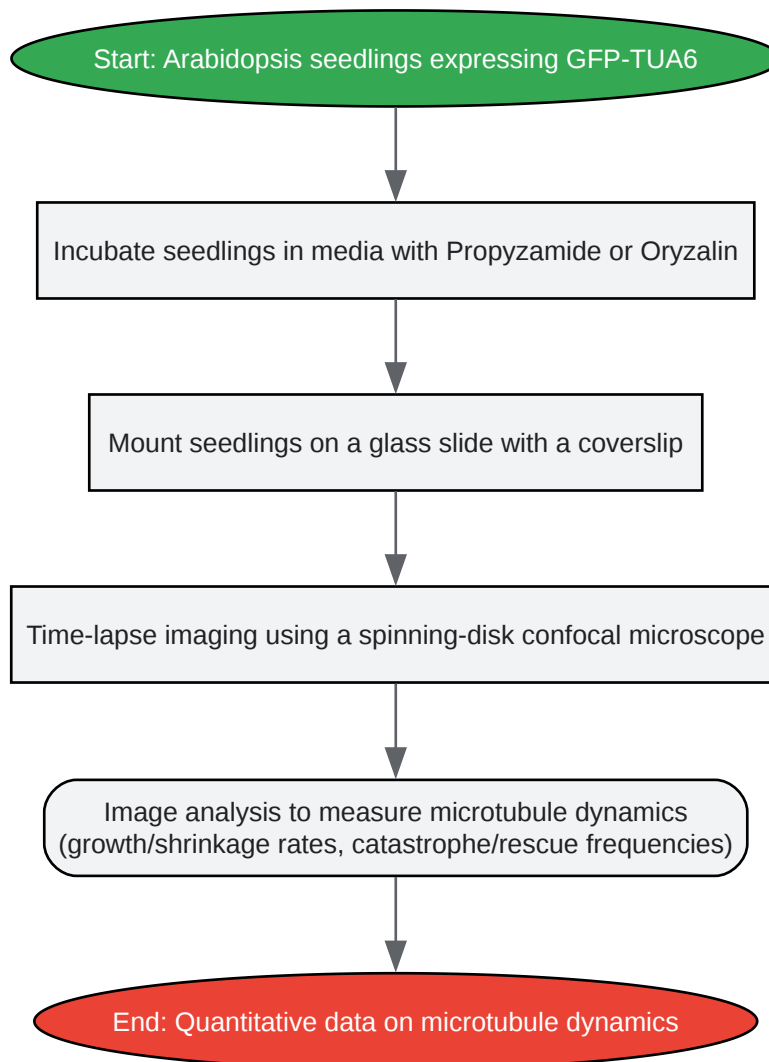 Start: Arabidopsis seedlings expressing GFP-TUA6
Incubate seedlings in media with Propyzamide or Oryzalin
Mount seedlings on a glass slide with a coverslip
Time-lapse imaging using a spinning-disk confocal microscope
Image analysis to measure microtubule dynamics
(growth/shrinkage rates, catastrophe/rescue frequencies)
End: Quantitative data on microtubule dynamics